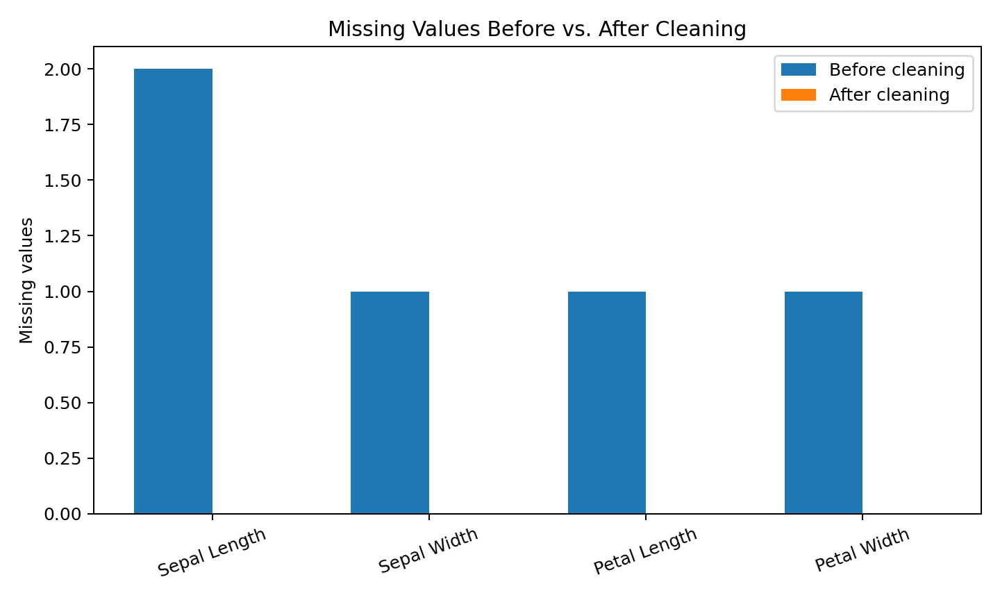 Missing Values Before vs. After Cleaning
Before cleaning
After cleaning
Missing values
2.00
1.75
1.50
1.25
1.00
0.75
0.50
0.25
0.00
Sepal Length
Sepal Width
Petal Length
Petal Width